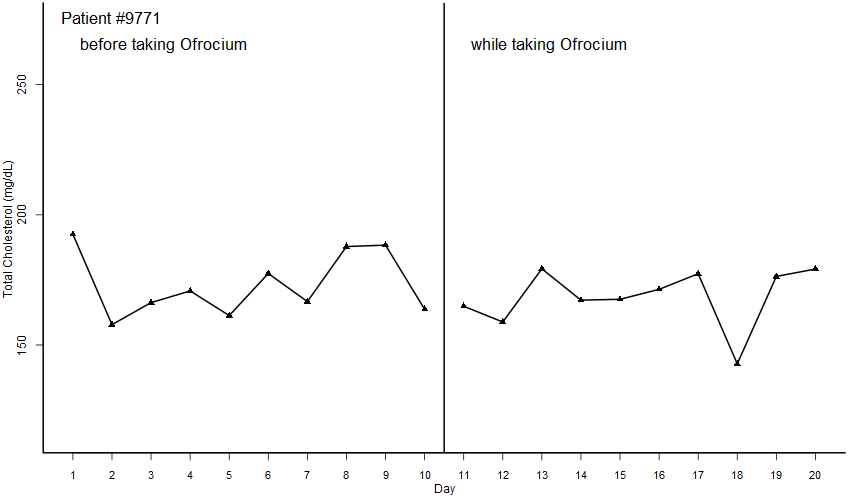 Patient #9771
before taking Ofrocium
while taking Ofrocium
Total Cholesterol (mg/dL)
250
200
150
1 2 3 4 5 6 7 8 9 10 11 12 13 14 15 16 17 18 19 20
Day